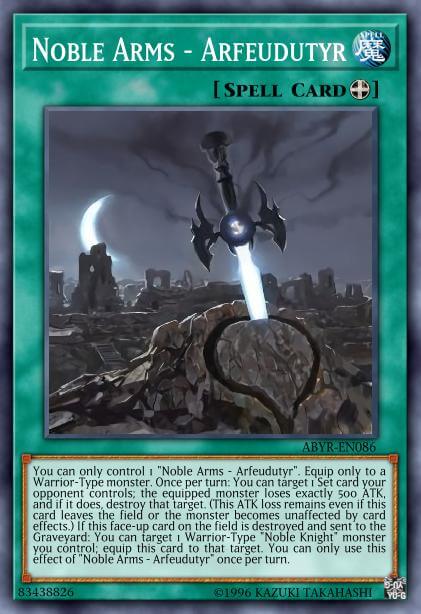 Noble Arms - Arfeudutyr
SPELL
魔
[Spell Card]
ABYR-EN086
You can only control 1 "Noble Arms - Arfeudutyr". Equip only to a
Warrior-Type monster. Once per turn: You can target 1 Set card your
opponent controls; the equipped monster loses exactly 500 ATK,
and if it does, destroy that target. (This ATK loss remains even if this
card leaves the field or the monster becomes unaffected by card
effects.) If this face-up card on the field is destroyed and sent to the
Graveyard: You can target 1 Warrior-Type "Noble Knight" monster
you control; equip this card to that target. You can only use this
effect of "Noble Arms - Arfeudutyr" once per turn.
83438826
©1996 KAZUKI TAKAHASHI